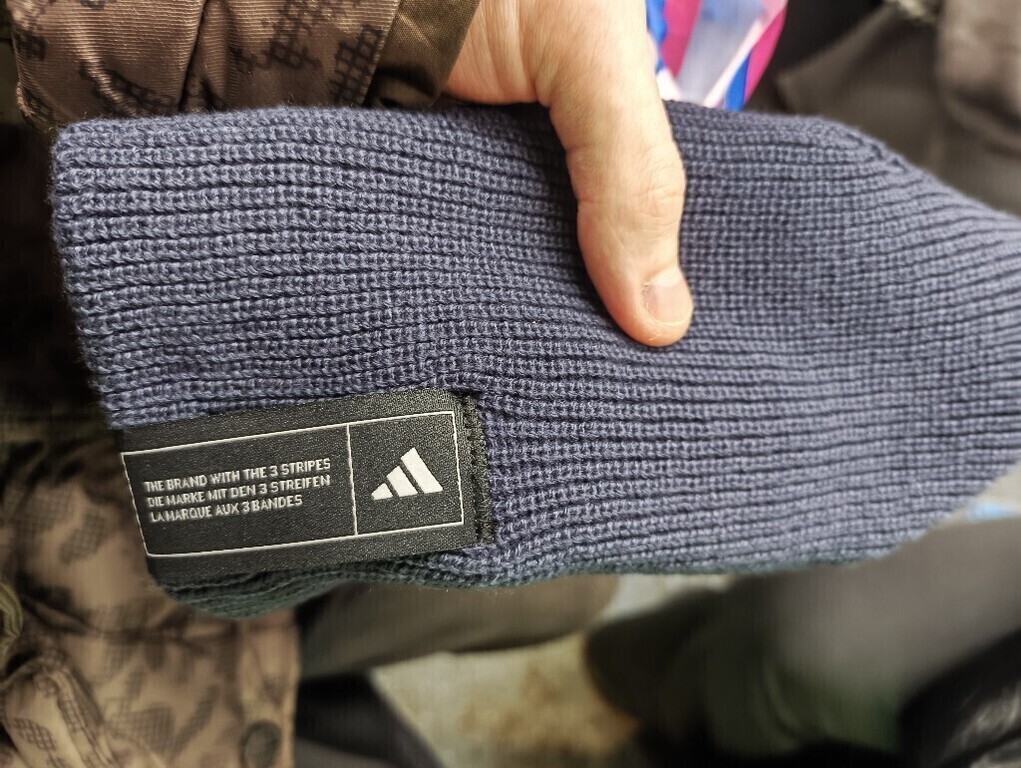 THE BRAND WITH THE 3 STRIPES
DIE MARKE MIT DEN 3 STREIFEN
LA MARQUE AUX 3 BANDES